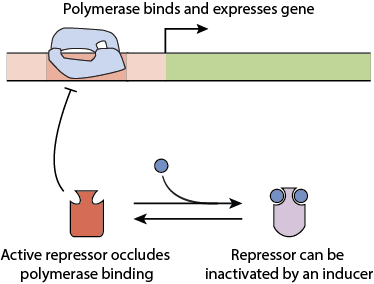 Polymerase binds and expresses gene
Active repressor occludes
polymerase binding
Repressor can be
inactivated by an inducer